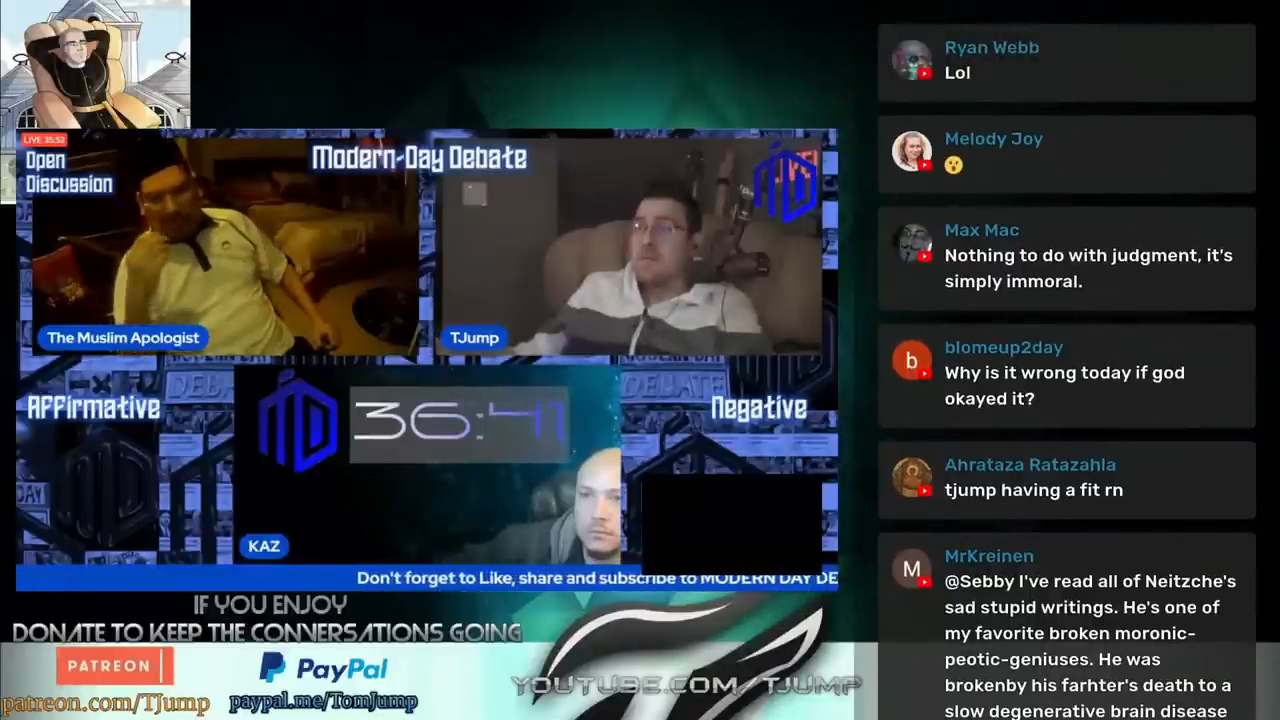 LIVE 35:52
Open
Discussion
Modern-Day Debate
The Muslim Apologist
TJump
Affirmative
36:41
Negative
KAZ
Don't forget to Like, share and subscribe to MODERN DAY DE
IF YOU ENJOY
DONATE TO KEEP THE CONVERSATIONS GOING
PATREON
PayPal
patreon.com/TJump
paypal.me/TomJump
YOUTUBE.COM/TJUMP
Ryan Webb
Lol
Melody Joy
😮
Max Mac
Nothing to do with judgment, it's
simply immoral.
blomeup2day
Why is it wrong today if god
okayed it?
Ahrataza Ratazahla
tjump having a fit rn
MrKreinen
@Sebby I've read all of Neitzche's
sad stupid writings. He's one of
my favorite broken moronic-
peotic-geniuses. He was
brokenby his farhter's death to a
slow degenerative brain disease